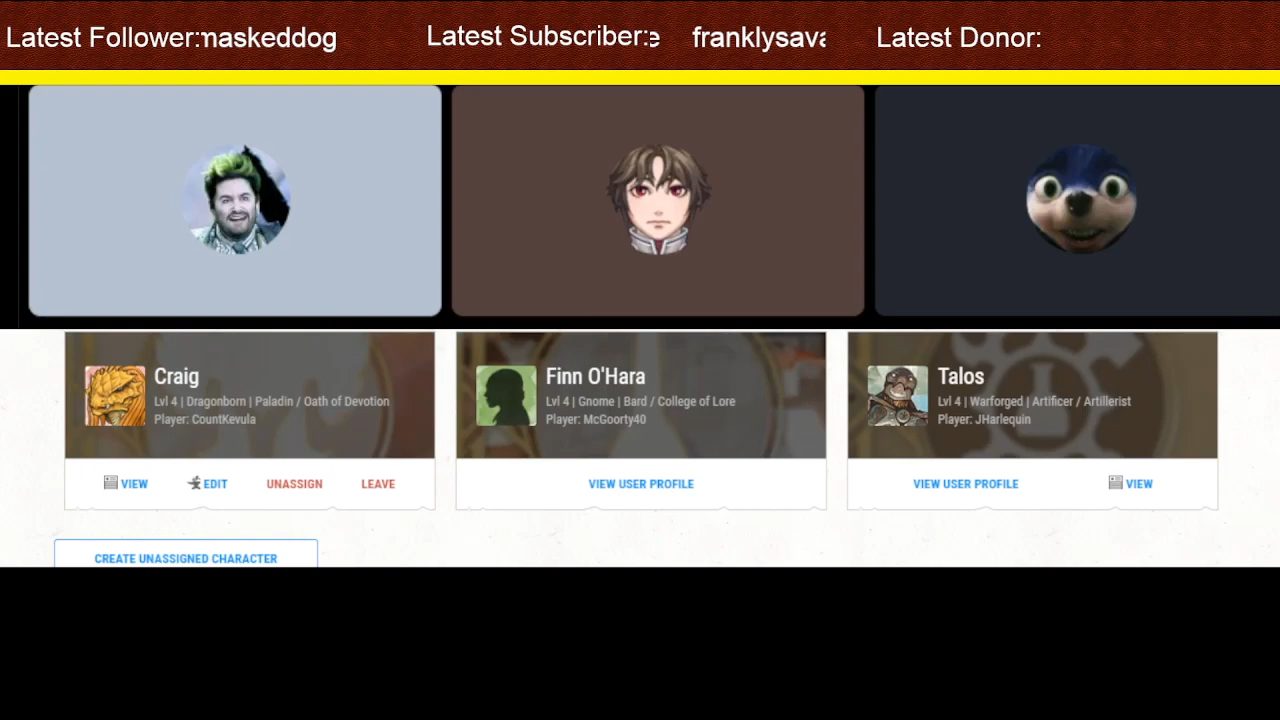 Latest Follower: maskeddog
Latest Subscriber: e franklysava
Latest Donor:
Craig
Lvl 4 | Dragonborn | Paladin / Oath of Devotion
Player: CountKevula
VIEW EDIT UNASSIGN LEAVE
Finn O'Hara
Lvl 4 | Gnome | Bard / College of Lore
Player: McGoorty40
VIEW USER PROFILE
Talos
Lvl 4 | Warforged | Artificer / Artillerist
Player: JHarlequin
VIEW USER PROFILE VIEW
CREATE UNASSIGNED CHARACTER